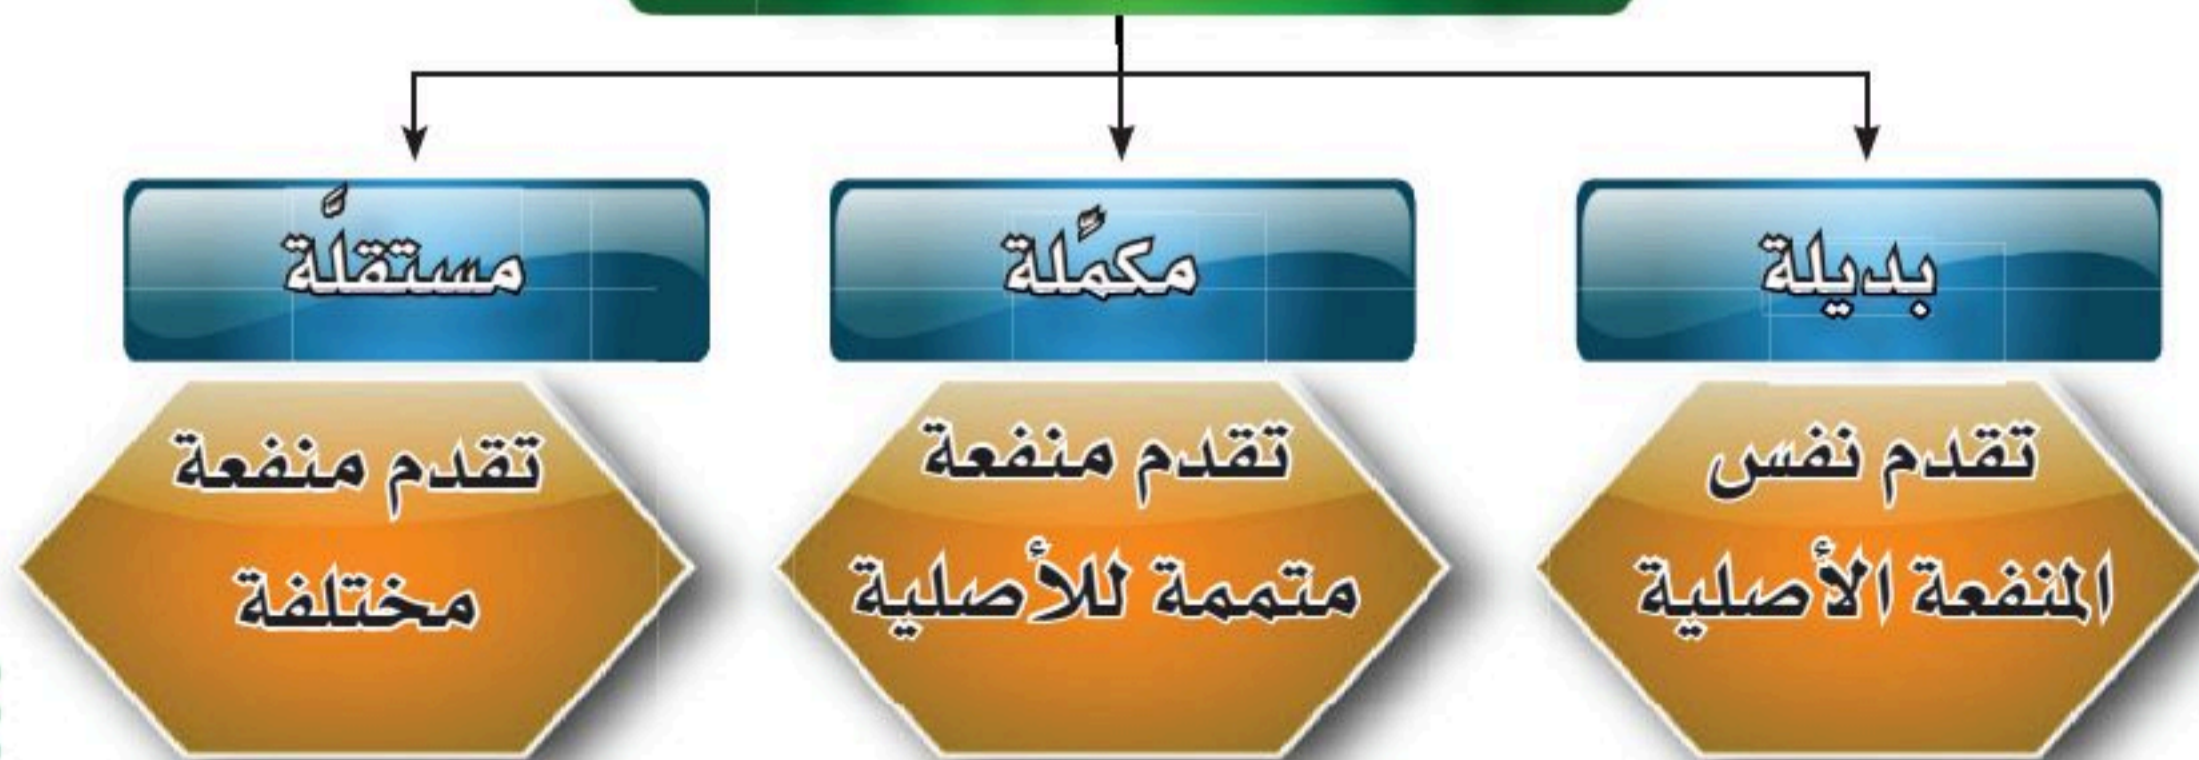 بديلة
مكمّلة
مستقلّة
تقدم نفس
المنفعة الأصلية
تقدم منفعة
متممة للأصلية
تقدم منفعة
مختلفة